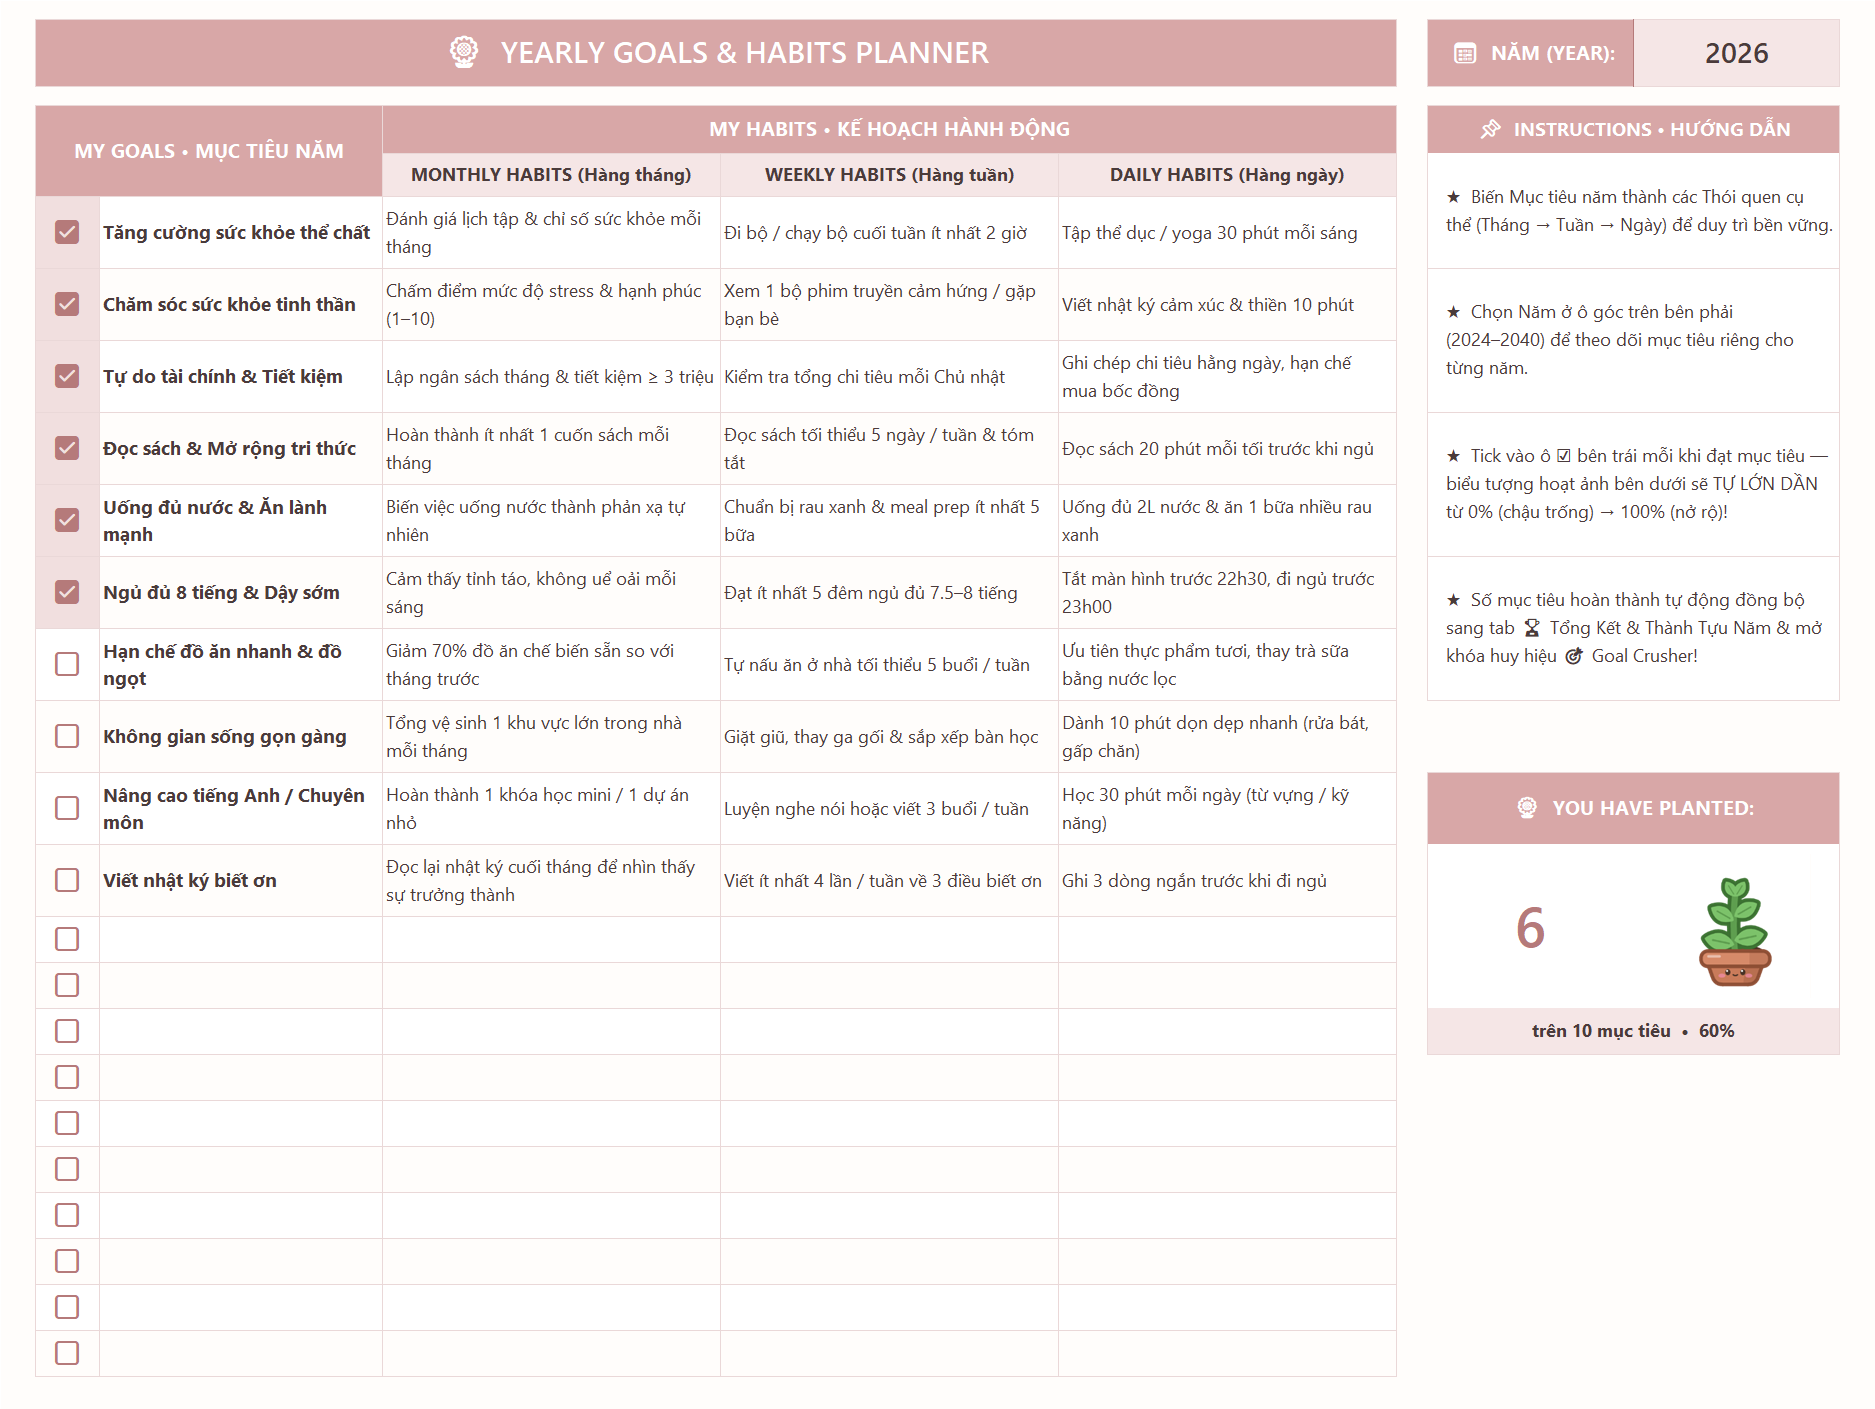 YEARLY GOALS & HABITS PLANNER
NĂM (YEAR):
2026
MY GOALS • MỤC TIÊU NĂM
MY HABITS • KẾ HOẠCH HÀNH ĐỘNG
MONTHLY HABITS (Hàng tháng)
WEEKLY HABITS (Hàng tuần)
DAILY HABITS (Hàng ngày)
Tăng cường sức khỏe thể chất
Đánh giá lịch tập & chỉ số sức khỏe mỗi
tháng
Đi bộ / chạy bộ cuối tuần ít nhất 2 giờ
Tập thể dục / yoga 30 phút mỗi sáng
Chăm sóc sức khỏe tinh thần
Chấm điểm mức độ stress & hạnh phúc
(1–10)
Xem 1 bộ phim truyền cảm hứng / gặp
bạn bè
Viết nhật ký cảm xúc & thiền 10 phút
Tự do tài chính & Tiết kiệm
Lập ngân sách tháng & tiết kiệm ≥ 3 triệu
Kiểm tra tổng chi tiêu mỗi Chủ nhật
Ghi chép chi tiêu hằng ngày, hạn chế
mua bốc đồng
Đọc sách & Mở rộng tri thức
Hoàn thành ít nhất 1 cuốn sách mỗi
tháng
Đọc sách tối thiểu 5 ngày / tuần & tóm
tắt
Đọc sách 20 phút mỗi tối trước khi ngủ
Uống đủ nước & Ăn lành
mạnh
Biến việc uống nước thành phản xạ tự
nhiên
Chuẩn bị rau xanh & meal prep ít nhất 5
bữa
Uống đủ 2L nước & ăn 1 bữa nhiều rau
xanh
Ngủ đủ 8 tiếng & Dậy sớm
Cảm thấy tỉnh táo, không uể oải mỗi
sáng
Đạt ít nhất 5 đêm ngủ đủ 7.5–8 tiếng
Tắt màn hình trước 22h30, đi ngủ trước
23h00
Hạn chế đồ ăn nhanh & đồ
ngọt
Giảm 70% đồ ăn chế biến sẵn so với
tháng trước
Tự nấu ăn ở nhà tối thiểu 5 buổi / tuần
Ưu tiên thực phẩm tươi, thay trà sữa
bằng nước lọc
Không gian sống gọn gàng
Tổng vệ sinh 1 khu vực lớn trong nhà
mỗi tháng
Giặt giũ, thay ga gối & sắp xếp bàn học
Dành 10 phút dọn dẹp nhanh (rửa bát,
gấp chăn)
Nâng cao tiếng Anh / Chuyên
môn
Hoàn thành 1 khóa học mini / 1 dự án
nhỏ
Luyện nghe nói hoặc viết 3 buổi / tuần
Học 30 phút mỗi ngày (từ vựng / kỹ
năng)
Viết nhật ký biết ơn
Đọc lại nhật ký cuối tháng để nhìn thấy
sự trưởng thành
Viết ít nhất 4 lần / tuần về 3 điều biết ơn
Ghi 3 dòng ngắn trước khi đi ngủ
INSTRUCTIONS • HƯỚNG DẪN
★ Biến Mục tiêu năm thành các Thói quen cụ
thể (Tháng → Tuần → Ngày) để duy trì bền vững.
★ Chọn Năm ở ô góc trên bên phải
(2024–2040) để theo dõi mục tiêu riêng cho
từng năm.
★ Tick vào ô ☑ bên trái mỗi khi đạt mục tiêu —
biểu tượng hoạt ảnh bên dưới sẽ TỰ LỚN DẦN
từ 0% (chậu trống) → 100% (nở rộ)!
★ Số mục tiêu hoàn thành tự động đồng bộ
sang tab 🏆 Tổng Kết & Thành Tựu Năm & mở
khóa huy hiệu 🎯 Goal Crusher!
YOU HAVE PLANTED:
6
trên 10 mục tiêu • 60%